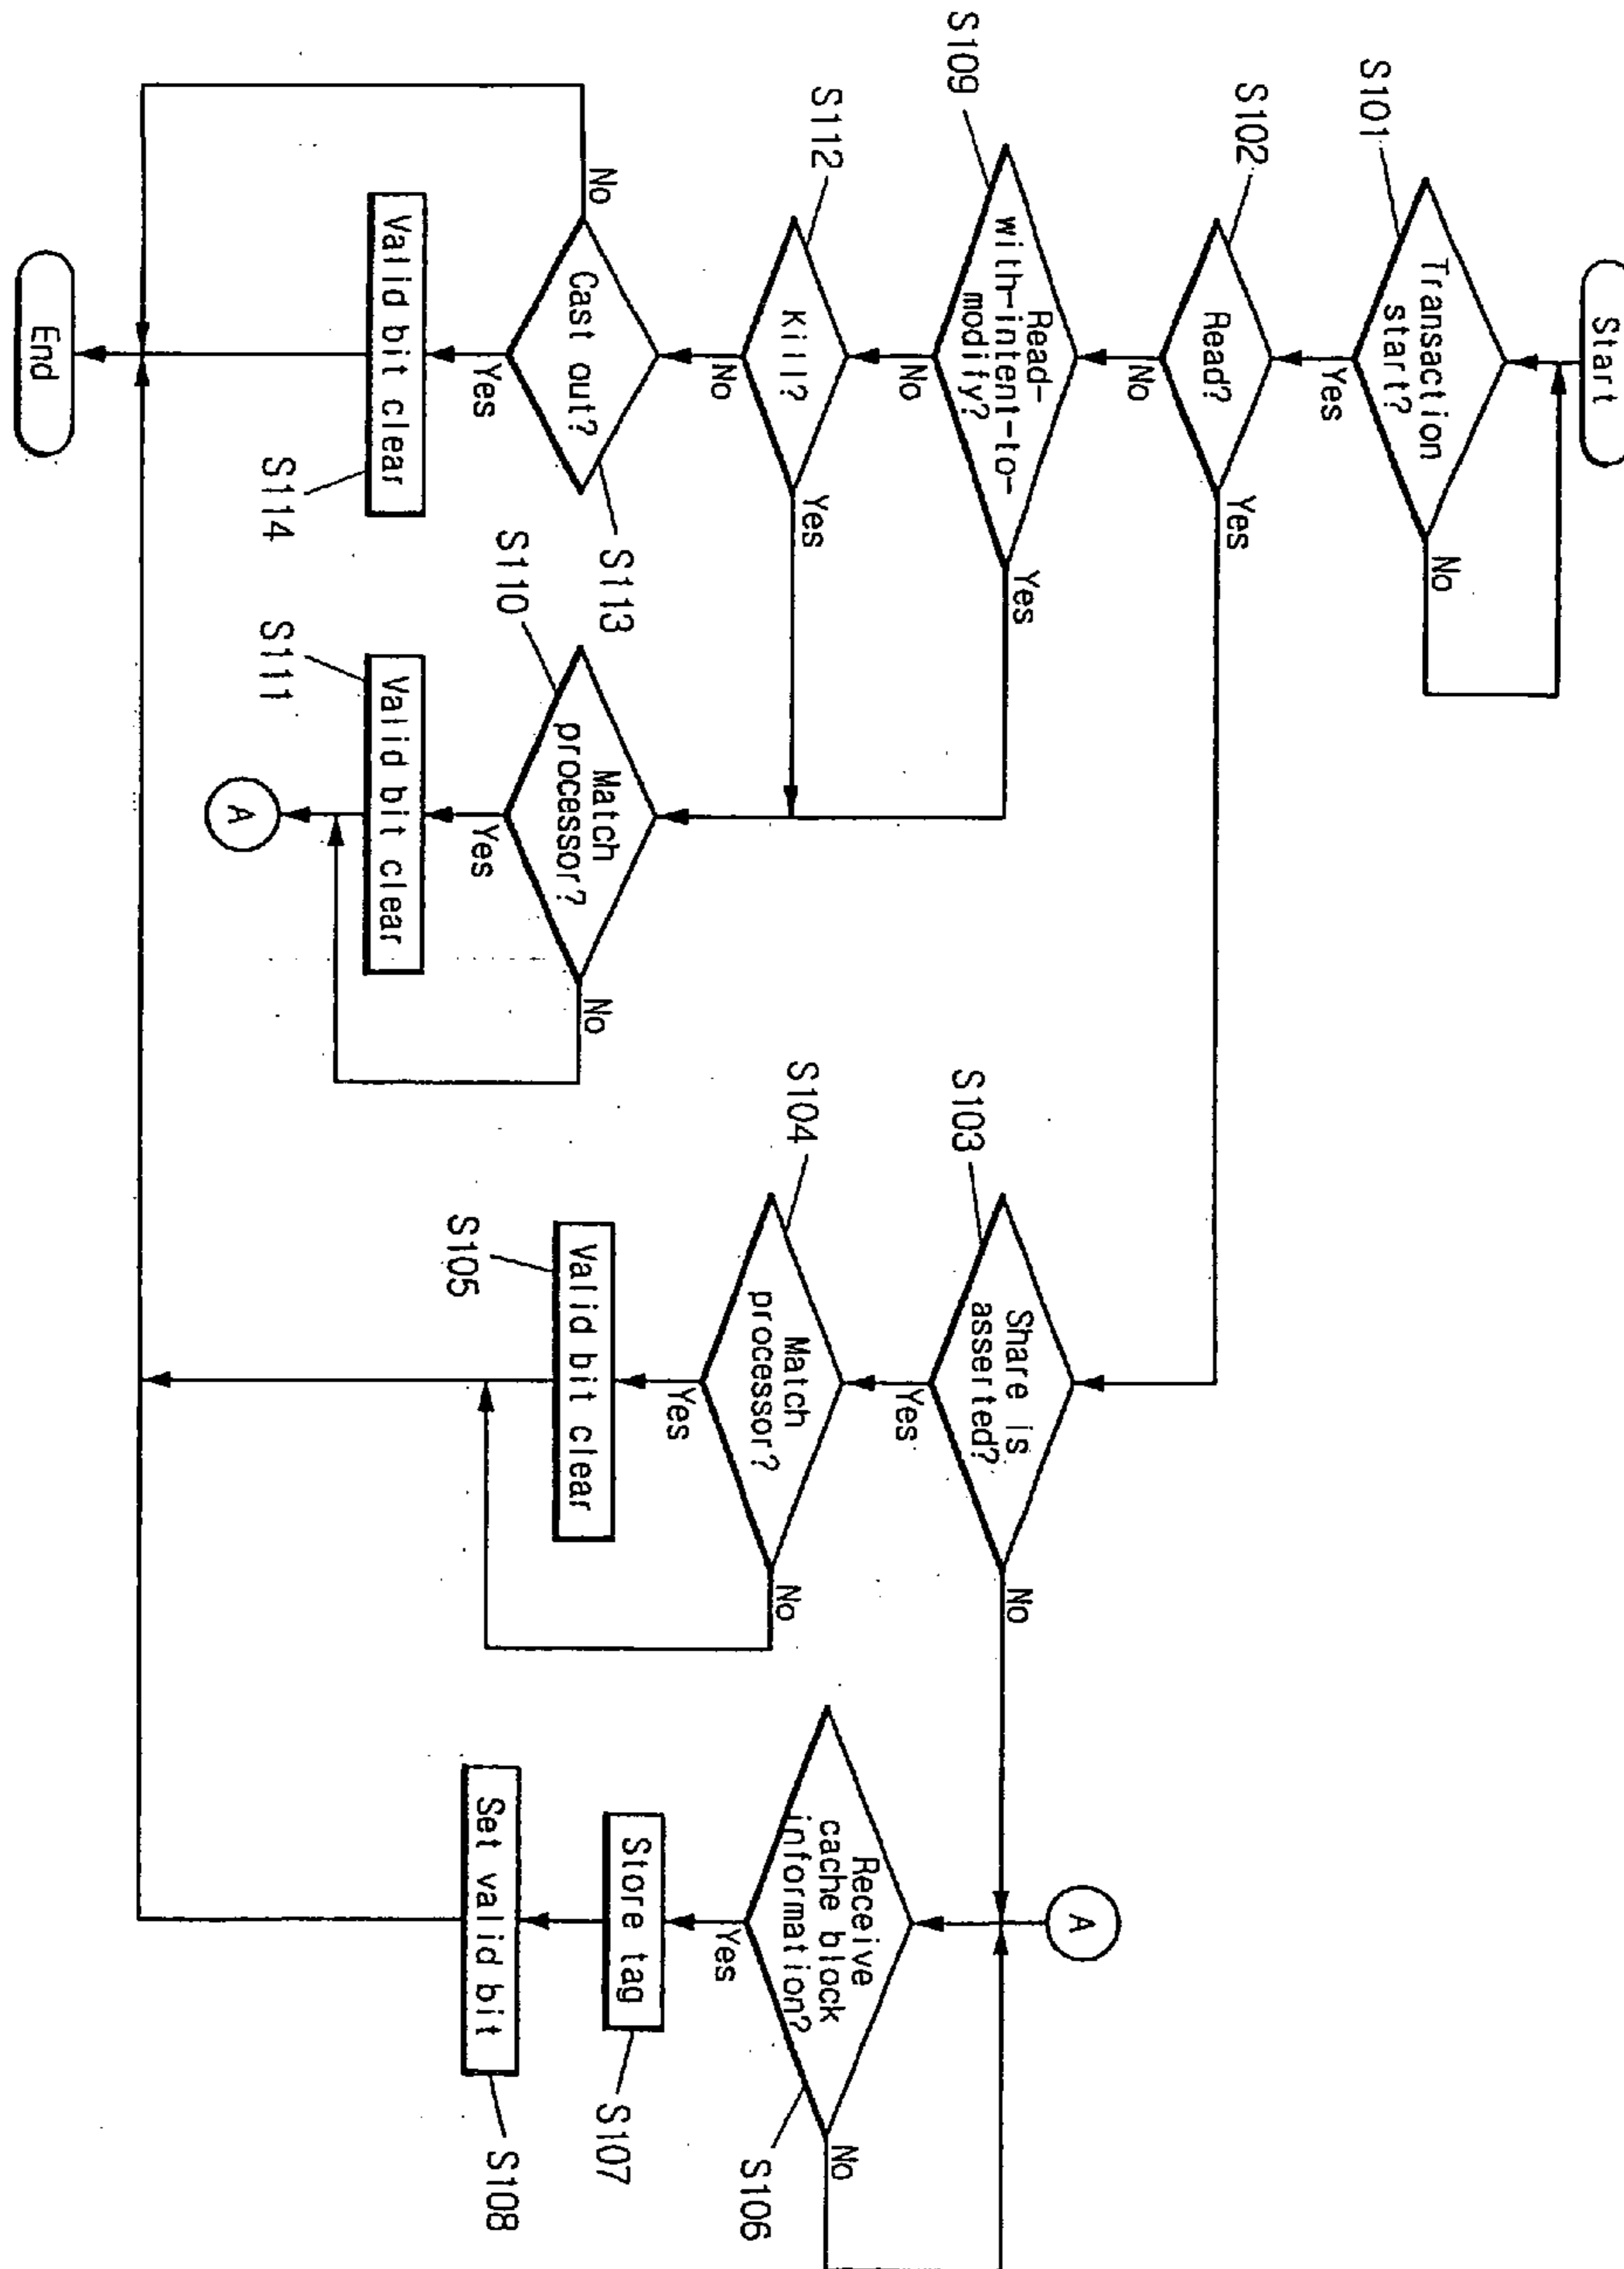 Start
S101
Transaction
start?
No
Yes
S102
Read?
Yes
No
S109
Read-
with-intent-to-
modify?
Yes
No
S112
Kill?
Yes
No
Cast out?
S113
No
Yes
Valid bit clear
S114
End
S110
Match
processor?
No
Yes
S111
Valid bit clear
A
S103
Share is
asserted?
No
Yes
S104
Match
processor?
No
Yes
S105
Valid bit clear
A
Receive
cache block
information?
S106
No
Yes
Store tag
S107
Set valid bit
S108